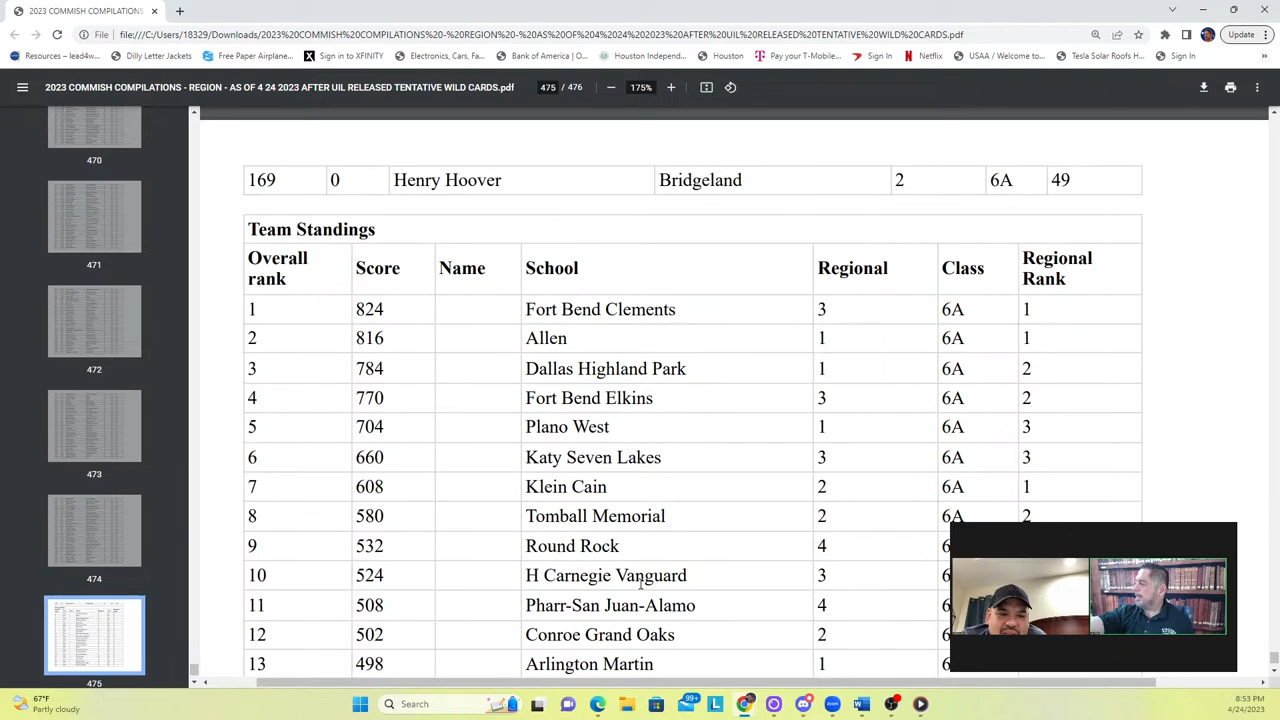 2023 COMMISH COMPILATIONS
File file:///C:/Users/18329/Downloads/2023%20COMMISH%20COMPILATIONS%20-%20REGION%20-%20AS%20OF%204%2024%202023%20AFTER%20UIL%20RELEASED%20TENTATIVE%20WILD%20CARDS.pdf Update
Resources – lead4w... Dilly Letter Jackets Free Paper Airplane... Sign in to XFINITY Electronics, Cars, Fa... Bank of America | O... Houston Independ... Houston Pay your T-Mobile... Sign In Netflix USAA / Welcome to... Tesla Solar Roofs H... Sign In »
2023 COMMISH COMPILATIONS - REGION - AS OF 4 24 2023 AFTER UIL RELEASED TENTATIVE WILD CARDS.pdf 475 / 476 175%
470
471
472
473
474
475
169 0 Henry Hoover Bridgeland 2 6A 49
Team Standings
Overall rank Score Name School Regional Class Regional Rank
1 824 Fort Bend Clements 3 6A 1
2 816 Allen 1 6A 1
3 784 Dallas Highland Park 1 6A 2
4 770 Fort Bend Elkins 3 6A 2
5 704 Plano West 1 6A 3
6 660 Katy Seven Lakes 3 6A 3
7 608 Klein Cain 2 6A 1
8 580 Tomball Memorial 2 6A 2
9 532 Round Rock 4 6
10 524 H Carnegie Vanguard 3 6
11 508 Pharr-San Juan-Alamo 4 6
12 502 Conroe Grand Oaks 2 6
13 498 Arlington Martin 1 6
67°F
Partly cloudy
Search
99+
8:53 PM
4/24/2023